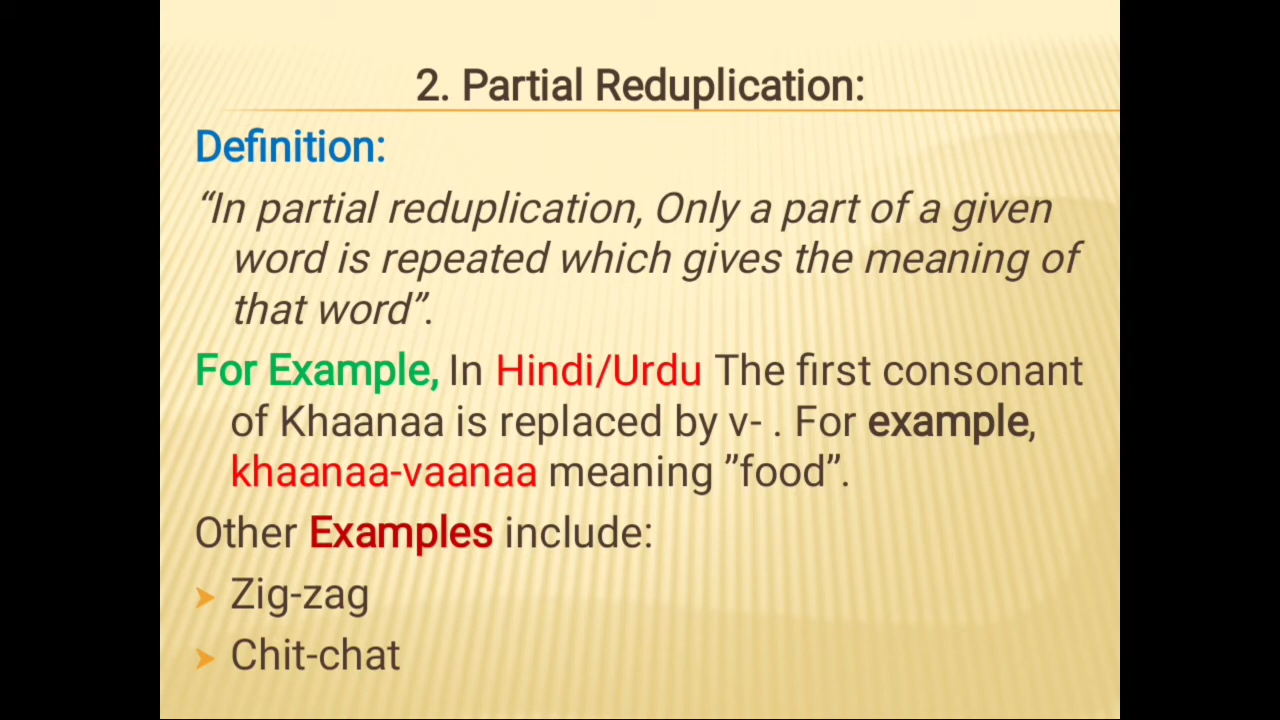 2. Partial Reduplication:
Definition:
“In partial reduplication, Only a part of a given
word is repeated which gives the meaning of
that word”.
For Example, In Hindi/Urdu The first consonant
of Khaanaa is replaced by v- . For example,
khaanaa-vaanaa meaning ”food”.
Other Examples include:
➤ Zig-zag
➤ Chit-chat